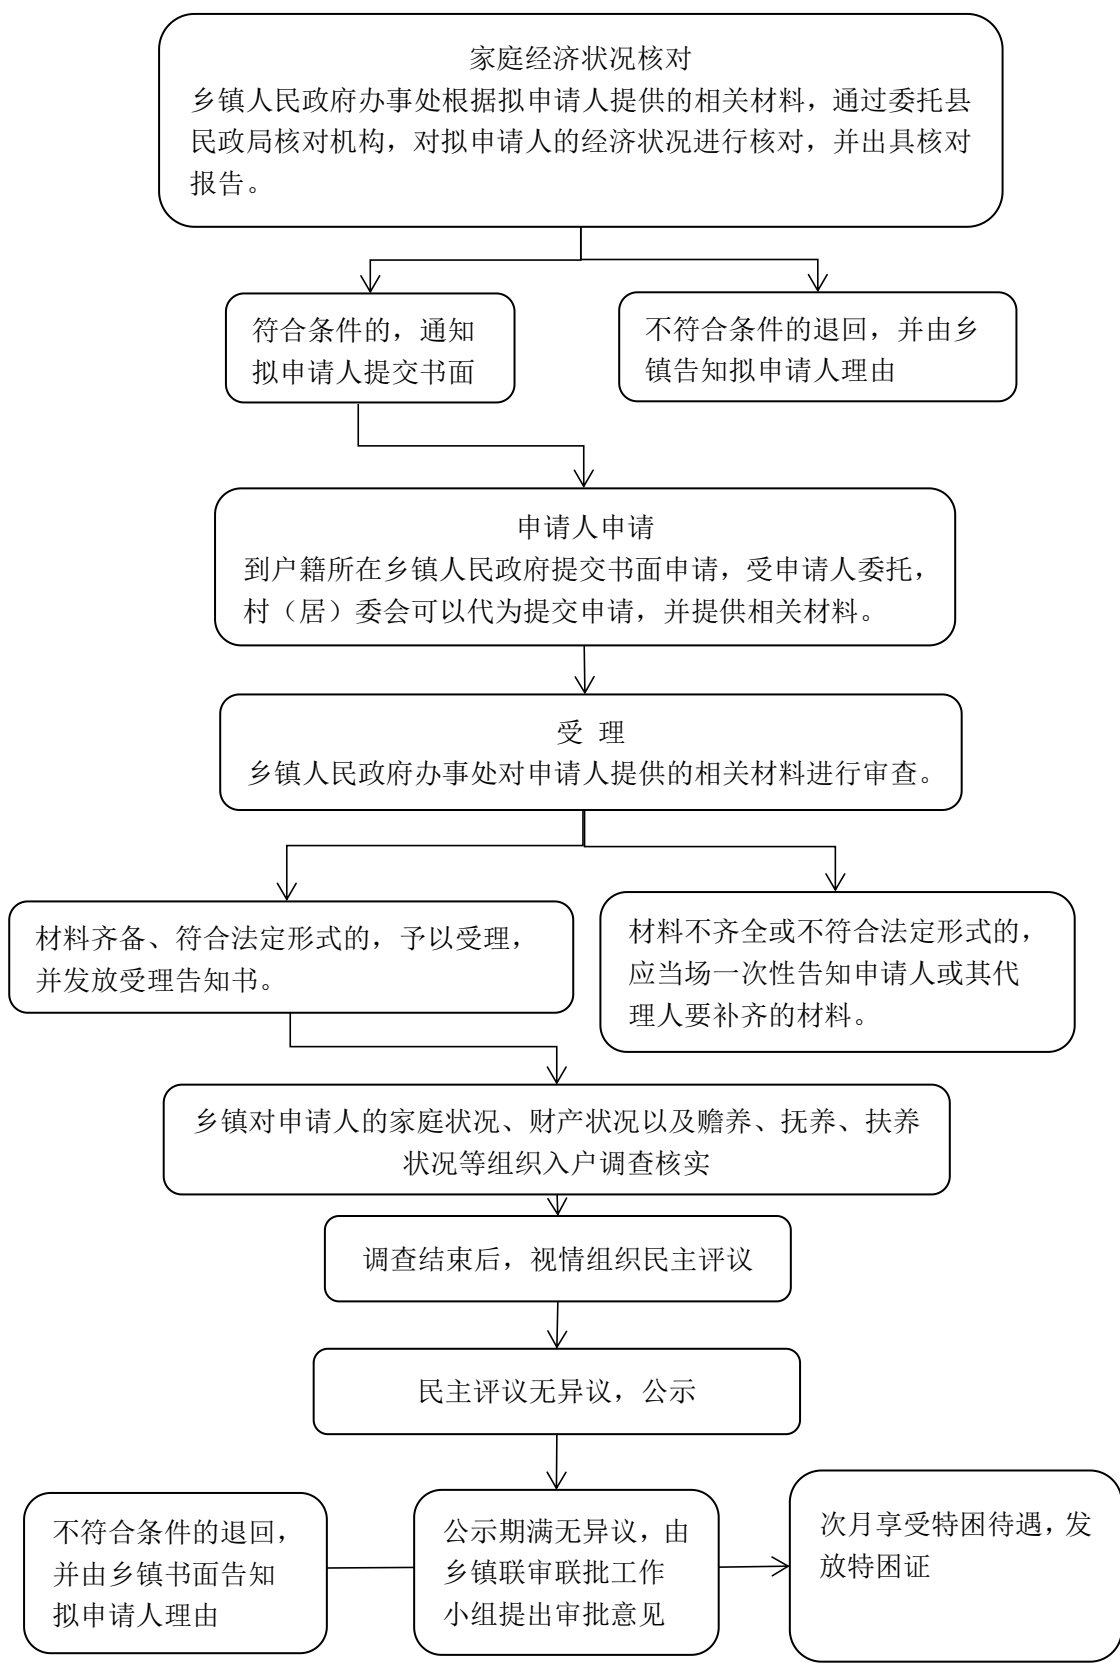 家庭经济状况核对
乡镇人民政府办事处根据拟申请人提供的相关材料，通过委托县
民政局核对机构，对拟申请人的经济状况进行核对，并出具核对
报告。
符合条件的，通知
拟申请人提交书面
不符合条件的退回，并由乡
镇告知拟申请人理由
申请人申请
到户籍所在乡镇人民政府提交书面申请，受申请人委托，
村（居）委会可以代为提交申请，并提供相关材料。
受 理
乡镇人民政府办事处对申请人提供的相关材料进行审查。
材料齐备、符合法定形式的，予以受理，
并发放受理告知书。
材料不齐全或不符合法定形式的，
应当场一次性告知申请人或其代
理人要补齐的材料。
乡镇对申请人的家庭状况、财产状况以及赡养、抚养、扶养
状况等组织入户调查核实
调查结束后，视情组织民主评议
民主评议无异议，公示
不符合条件的退回，
并由乡镇书面告知
拟申请人理由
公示期满无异议，由
乡镇联审联批工作
小组提出审批意见
次月享受特困待遇，发
放特困证